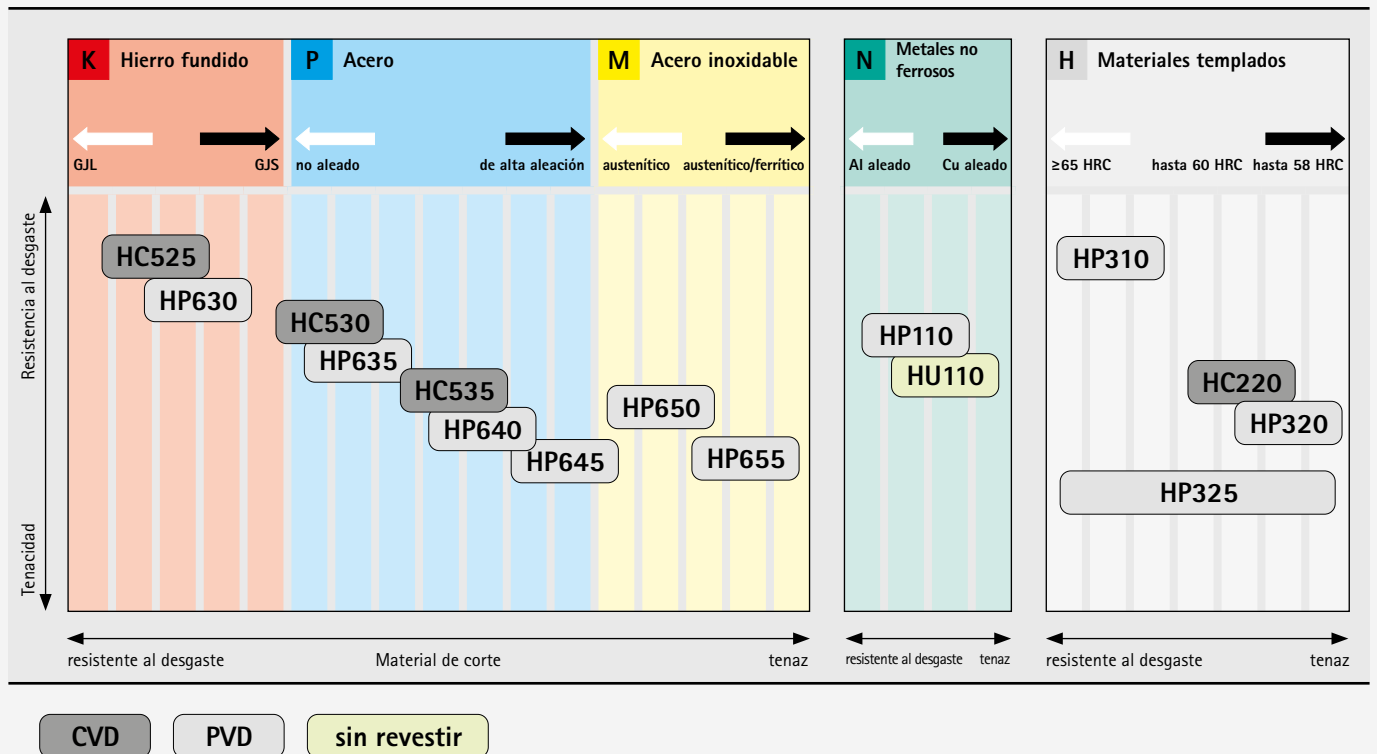 K Hierro fundido
GJL GJS
P Acero
no aleado de alta aleación
M Acero inoxidable
austenítico austenítico/ferrítico
N Metales no
ferrosos
Al aleado Cu aleado
H Materiales templados
≥65 HRC hasta 60 HRC hasta 58 HRC
Resistencia al desgaste
Tenacidad
HC525
HP630
HC530
HP635
HC535
HP640
HP645
HP650
HP655
HP110
HU110
HP310
HC220
HP320
HP325
resistente al desgaste Material de corte tenaz
resistente al desgaste tenaz
resistente al desgaste tenaz
CVD PVD sin revestir